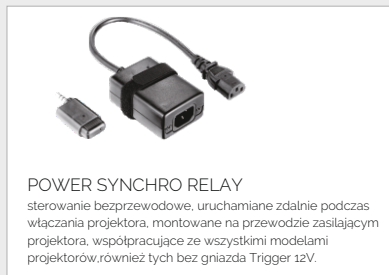 POWER SYNCHRO RELAY
sterowanie bezprzewodowe, uruchamiane zdalnie podczas
włączania projektora, montowane na przewodzie zasilającym
projektora, współpracujące ze wszystkimi modelami
projektorów,również tych bez gniazda Trigger 12V.